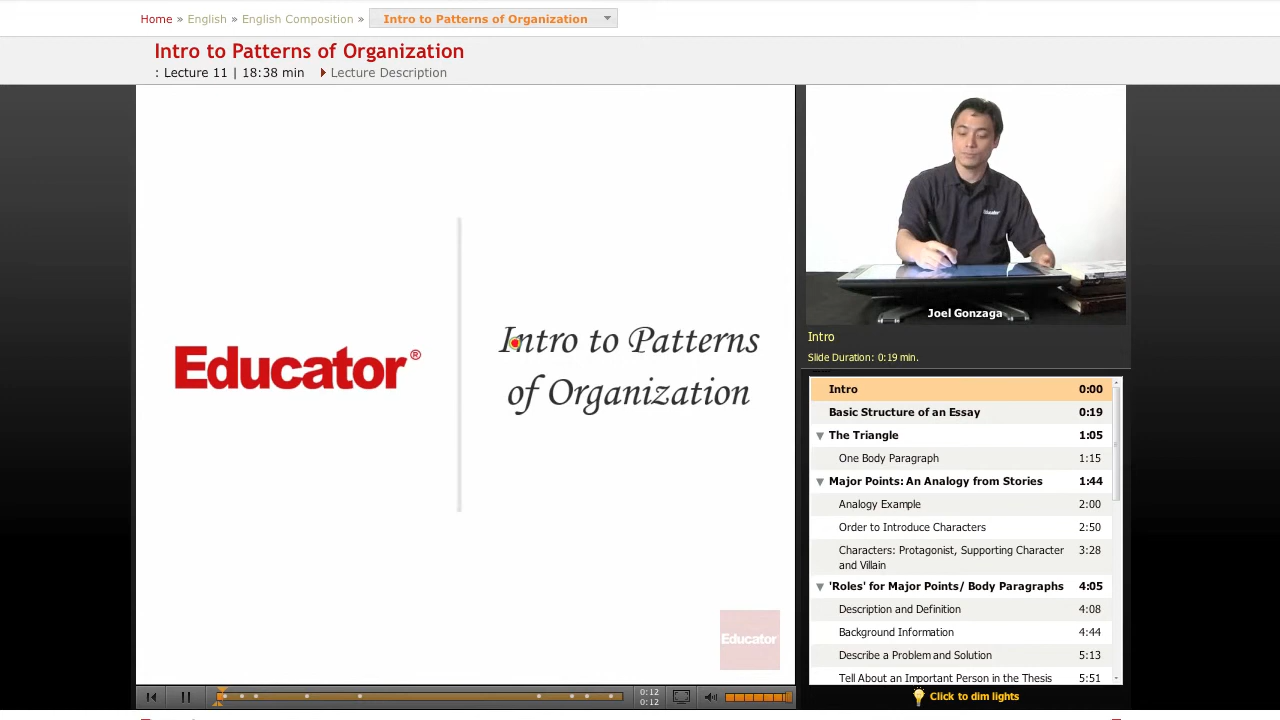 Home » English » English Composition » Intro to Patterns of Organization
Intro to Patterns of Organization
: Lecture 11 | 18:38 min Lecture Description
Educator®
Intro to Patterns
of Organization
Educator
Educator
Joel Gonzaga
Intro
Slide Duration: 0:19 min.
Intro 0:00
Basic Structure of an Essay 0:19
The Triangle 1:05
One Body Paragraph 1:15
Major Points: An Analogy from Stories 1:44
Analogy Example 2:00
Order to Introduce Characters 2:50
Characters: Protagonist, Supporting Character 3:28
and Villain
'Roles' for Major Points/ Body Paragraphs 4:05
Description and Definition 4:08
Background Information 4:44
Describe a Problem and Solution 5:13
Tell About an Important Person in the Thesis 5:51
0:12
0:12
Click to dim lights